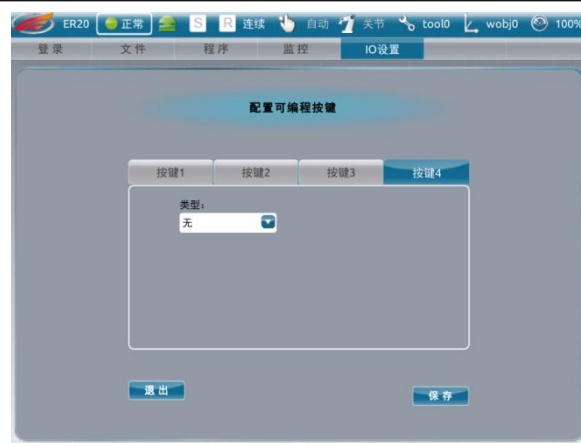 ER20 正常 S R 连续 自动 关节 tool0 wobj0 100%
登录 文件 程序 监控 IO设置
配置可编程按键
按键1 按键2 按键3 按键4
类型：
无
退出 保存